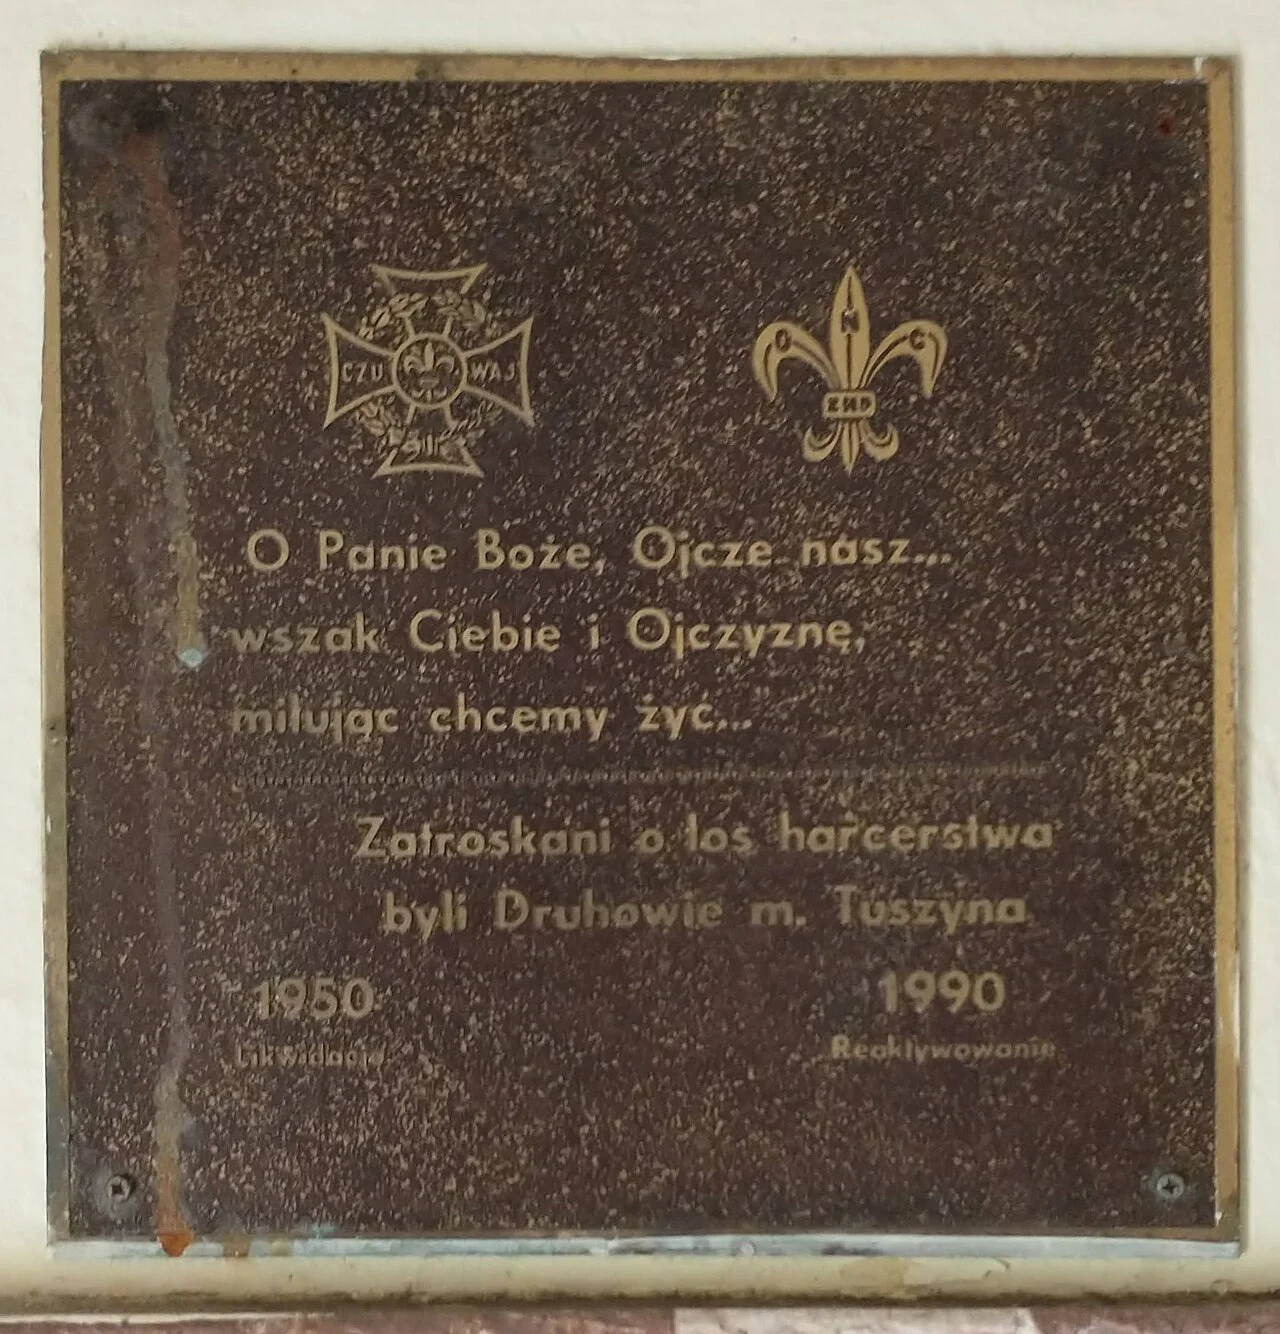 CZU WAJ
O N C
ZHP
O Panie Boże, Ojcze nasz...
wszak Ciebie i Ojczyznę,
miłując chcemy żyć...
Zatroskani o los harcerstwa
byli Druhowie m. Tuszyna
1950 1990
Likwidacja Reaktywowanie